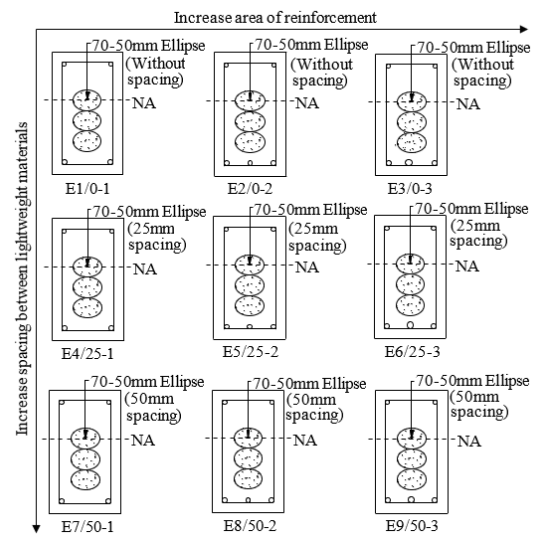 Increase area of reinforcement
Increase spacing between lightweight materials
70-50mm Ellipse
(Without
spacing)
NA
E1/0-1
70-50mm Ellipse
(Without
spacing)
NA
E2/0-2
70-50mm Ellipse
(Without
spacing)
NA
E3/0-3
70-50mm Ellipse
(25mm
spacing)
NA
E4/25-1
70-50mm Ellipse
(25mm
spacing)
NA
E5/25-2
70-50mm Ellipse
(25mm
spacing)
NA
E6/25-3
70-50mm Ellipse
(50mm
spacing)
NA
E7/50-1
70-50mm Ellipse
(50mm
spacing)
NA
E8/50-2
70-50mm Ellipse
(50mm
spacing)
NA
E9/50-3